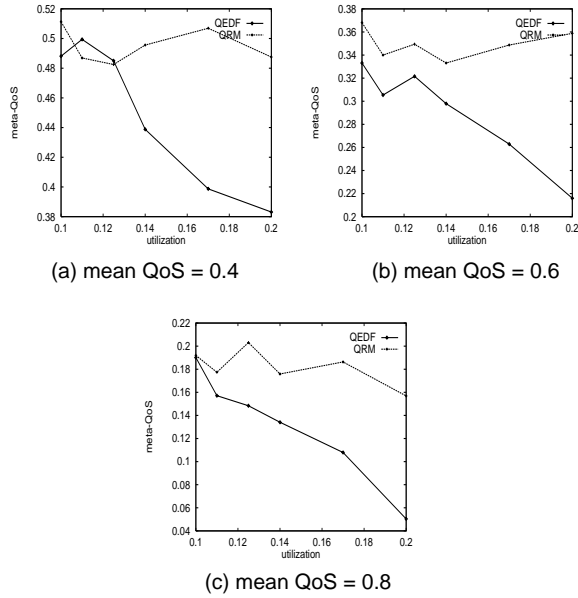 0.52
0.5
0.48
0.46
0.44
0.42
0.4
0.38
meta-QoS
QEDF
QRM
0.1 0.12 0.14 0.16 0.18 0.2
utilization
(a) mean QoS = 0.4
0.38
0.36
0.34
0.32
0.3
0.28
0.26
0.24
0.22
0.2
meta-QoS
QEDF
QRM
0.1 0.12 0.14 0.16 0.18 0.2
utilization
(b) mean QoS = 0.6
0.22
0.2
0.18
0.16
0.14
0.12
0.1
0.08
0.06
0.04
meta-QoS
QEDF
QRM
0.1 0.12 0.14 0.16 0.18 0.2
utilization
(c) mean QoS = 0.8